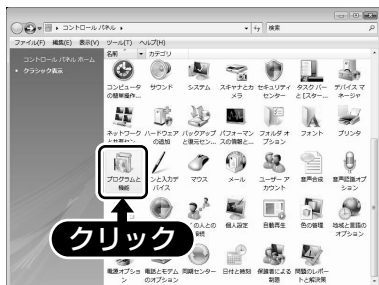 コントロール パネル
検索
ファイル(F) 編集(E) 表示(V) ツール(T) ヘルプ(H)
コントロール パネル ホーム
クラシック表示
名前 カテゴリ
コンピュータの簡単操作...
サウンド
システム
スキャナとカメラ
セキュリティ センター
タスク バーと [スター...
デバイス マネージャ
ネットワークと共有セン...
ハードウェアの追加
バックアップと復元セン...
パフォーマンスの情報と...
フォルダ オプション
フォント
プリンタ
プログラムと機能
ンと入力デバイス
マウス
メール
ユーザー アカウント
音声合成
音声認識オプション
クリック
の人との
個人設定
自動再生
色の管理
地域と言語のオプション
電源オプション
電話とモデムのオプション
同期センター
日付と時刻
保護者による制限
問題のレポートと解決策